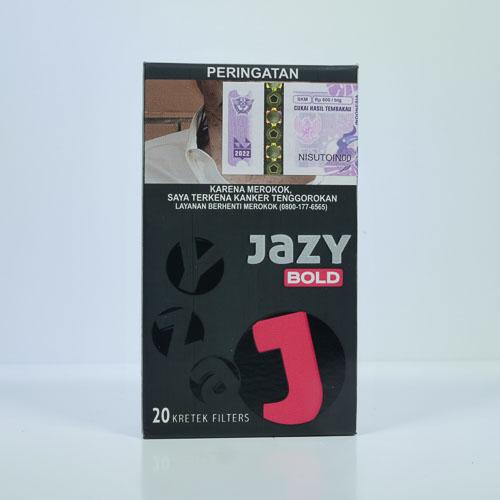 PERINGATAN
2022
SKM
Rp 600 / btg
CUKAI HASIL TEMBAKAU
INDONESIA
NISUTOIN00
KARENA MEROKOK,
SAYA TERKENA KANKER TENGGOROKAN
LAYANAN BERHENTI MEROKOK (0800-177-6565)
JAZY
BOLD
y
z
a
J
20 KRETEK FILTERS